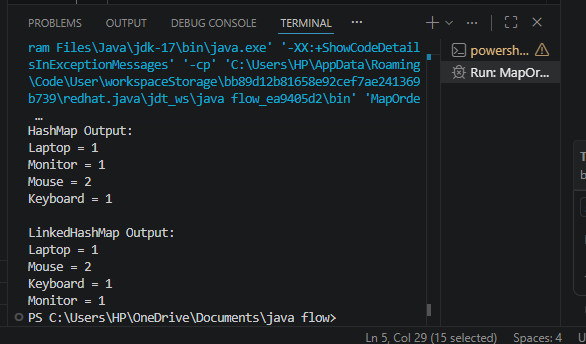 PROBLEMS OUTPUT DEBUG CONSOLE TERMINAL
ram Files\Java\jdk-17\bin\java.exe' '-XX:+ShowCodeDetail
sInExceptionMessages' '-cp' 'C:\Users\HP\AppData\Roaming
\Code\User\workspaceStorage\bb89d12b81658e92cef7ae241369
b739\redhat.java\jdt_ws\java flow_ea9405d2\bin' 'MapOrde
…
HashMap Output:
Laptop = 1
Monitor = 1
Mouse = 2
Keyboard = 1
LinkedHashMap Output:
Laptop = 1
Mouse = 2
Keyboard = 1
Monitor = 1
PS C:\Users\HP\OneDrive\Documents\java flow>
powersh...
Run: MapOr...
Ln 5, Col 29 (15 selected) Spaces: 4